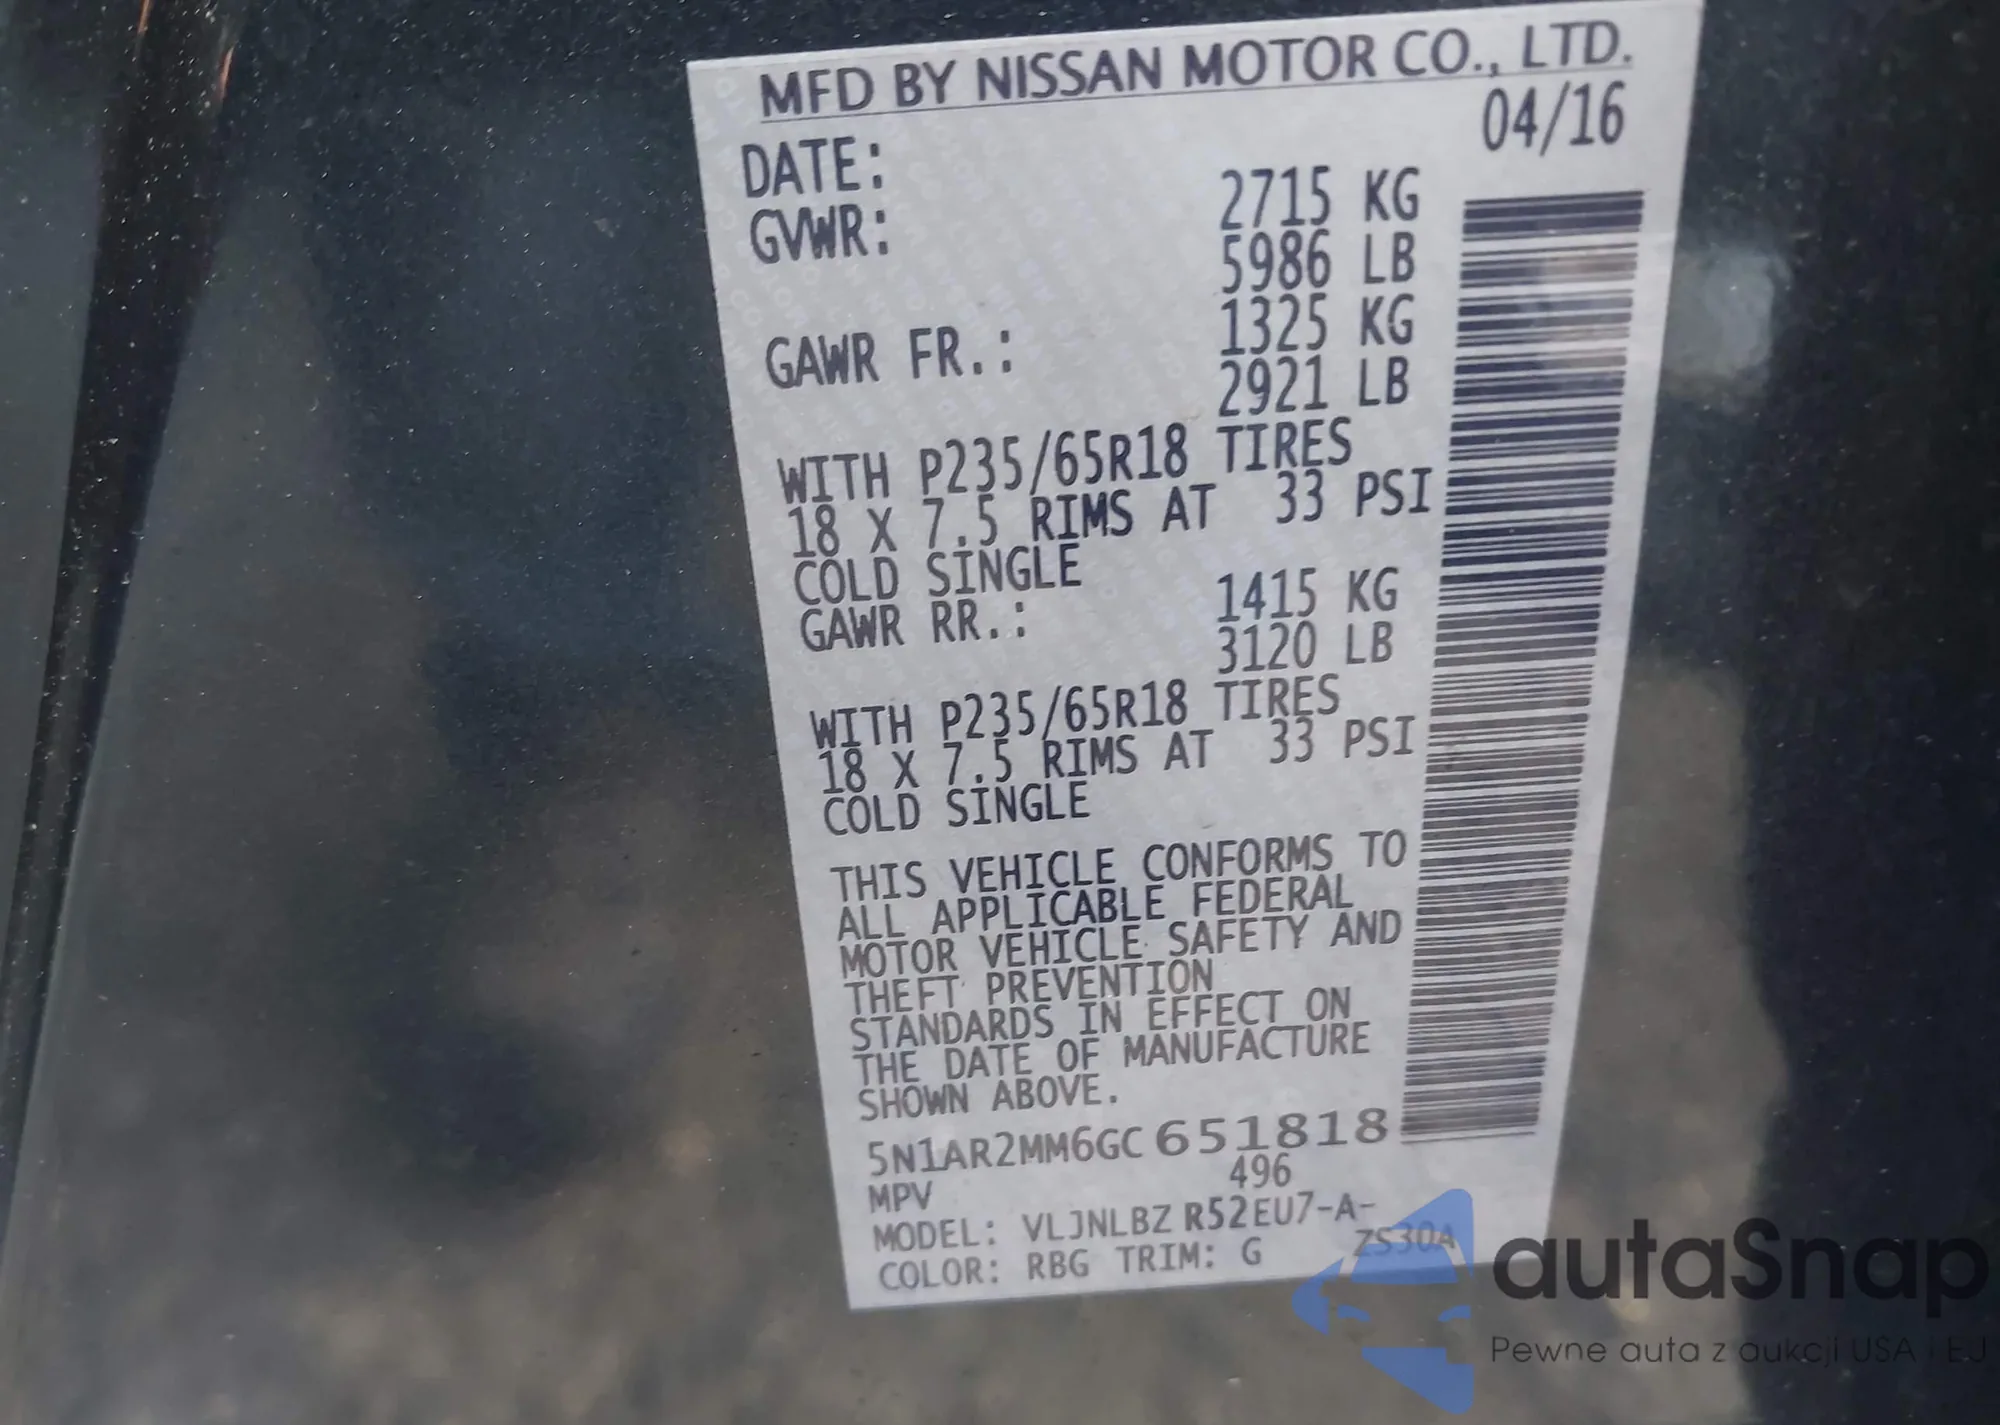 MFD BY NISSAN MOTOR CO., LTD.
DATE: 04/16
GVWR: 2715 KG
5986 LB
GAWR FR.: 1325 KG
2921 LB
WITH P235/65R18 TIRES
18 X 7.5 RIMS AT 33 PSI
COLD SINGLE
GAWR RR.: 1415 KG
3120 LB
WITH P235/65R18 TIRES
18 X 7.5 RIMS AT 33 PSI
COLD SINGLE
THIS VEHICLE CONFORMS TO
ALL APPLICABLE FEDERAL
MOTOR VEHICLE SAFETY AND
THEFT PREVENTION
STANDARDS IN EFFECT ON
THE DATE OF MANUFACTURE
SHOWN ABOVE.
5N1AR2MM6GC651818
MPV 496
MODEL: VLJNLBZ R52EU7-A-
ZS30A
COLOR: RBG TRIM: G
autaSnap
Pewne auta z aukcji USA i EU